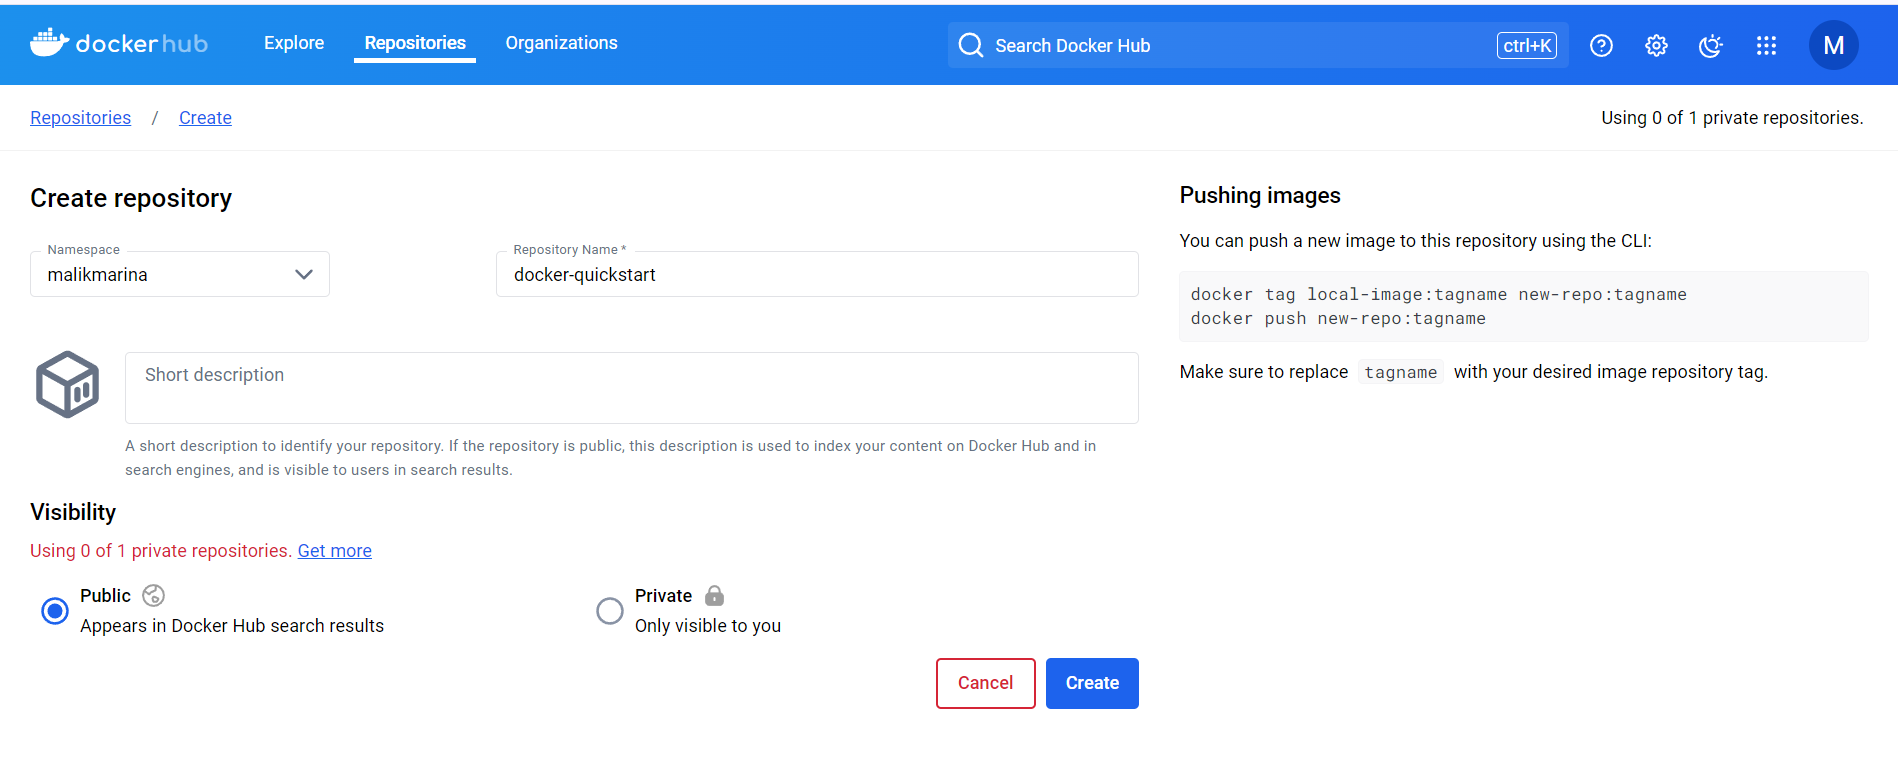 dockerhub Explore Repositories Organizations Search Docker Hub ctrl+K M
Repositories / Create Using 0 of 1 private repositories.
Create repository
Namespace
malikmarina
Repository Name *
docker-quickstart
Short description
A short description to identify your repository. If the repository is public, this description is used to index your content on Docker Hub and in
search engines, and is visible to users in search results.
Visibility
Using 0 of 1 private repositories. Get more
Public
Appears in Docker Hub search results
Private
Only visible to you
Cancel Create
Pushing images
You can push a new image to this repository using the CLI:
docker tag local-image:tagname new-repo:tagname
docker push new-repo:tagname
Make sure to replace tagname with your desired image repository tag.